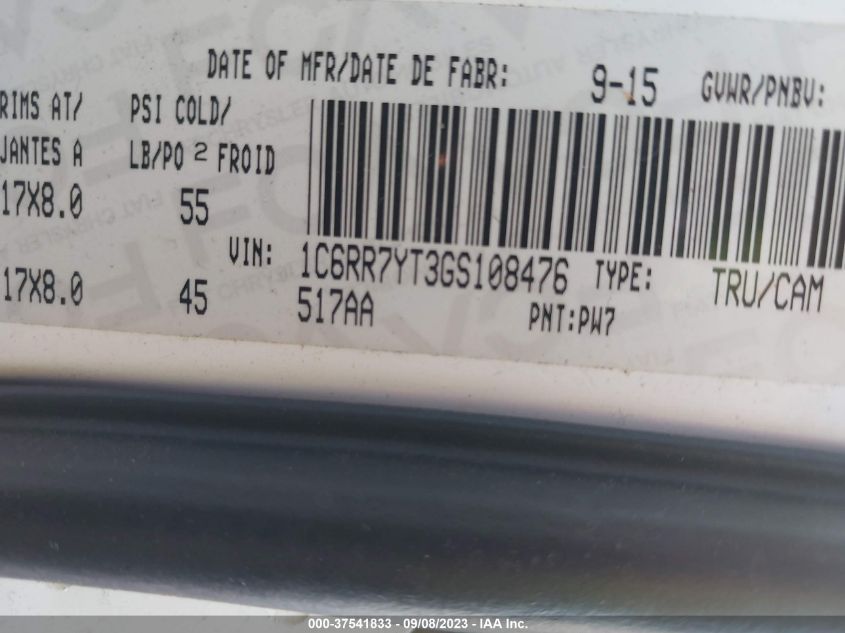 DATE OF MFR/DATE DE FABR: 9-15 GVWR/PNBV:
RIMS AT/ PSI COLD/
JANTES A LB/PO 2 FROID
17X8.0 55
VIN: 1C6RR7YT3GS108476 TYPE: TRU/CAM
17X8.0 45 517AA PNT:PW7
000-37541833 - 09/08/2023 - IAA Inc.